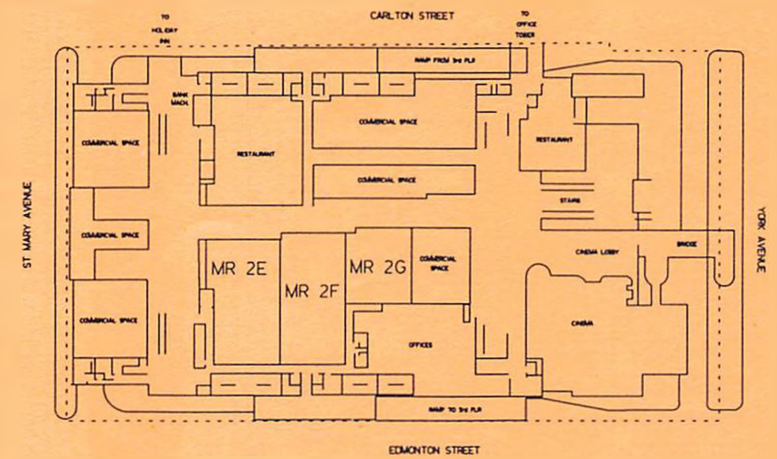 CARLTON STREET
TO
HOLIDAY
INN
TO
OFFICE
TOWER
RAMP FROM 3rd FLR
BANK
MACH.
COMMERCIAL SPACE
RESTAURANT
COMMERCIAL SPACE
RESTAURANT
COMMERCIAL SPACE
STAIRS
ST MARY AVENUE
YORK AVENUE
COMMERCIAL SPACE
CINEMA LOBBY
BRIDGE
MR 2E
MR 2F
MR 2G
COMMERCIAL
SPACE
COMMERCIAL SPACE
OFFICES
CINEMA
RAMP TO 3rd FLR
EDMONTON STREET